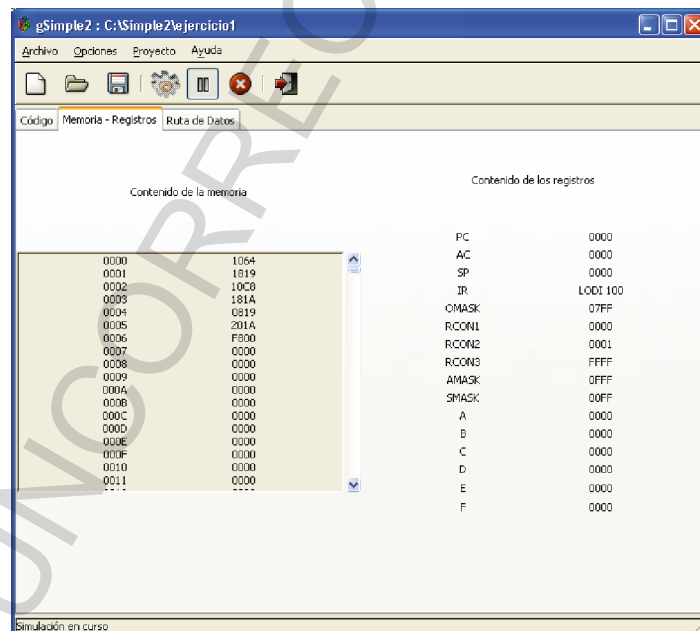 gSimple2 : C:\Simple2\ejercicio1
Archivo Opciones Proyecto Ayuda
Código Memoria - Registros Ruta de Datos
Contenido de la memoria
0000 1064
0001 1819
0002 10C8
0003 181A
0004 0819
0005 201A
0006 F800
0007 0000
0008 0000
0009 0000
000A 0000
000B 0000
000C 0000
000D 0000
000E 0000
000F 0000
0010 0000
0011 0000
Contenido de los registros
PC 0000
AC 0000
SP 0000
IR LODI 100
OMASK 07FF
RCON1 0000
RCON2 0001
RCON3 FFFF
AMASK 0FFF
SMASK 00FF
A 0000
B 0000
C 0000
D 0000
E 0000
F 0000
Simulación en curso
UNCORREC